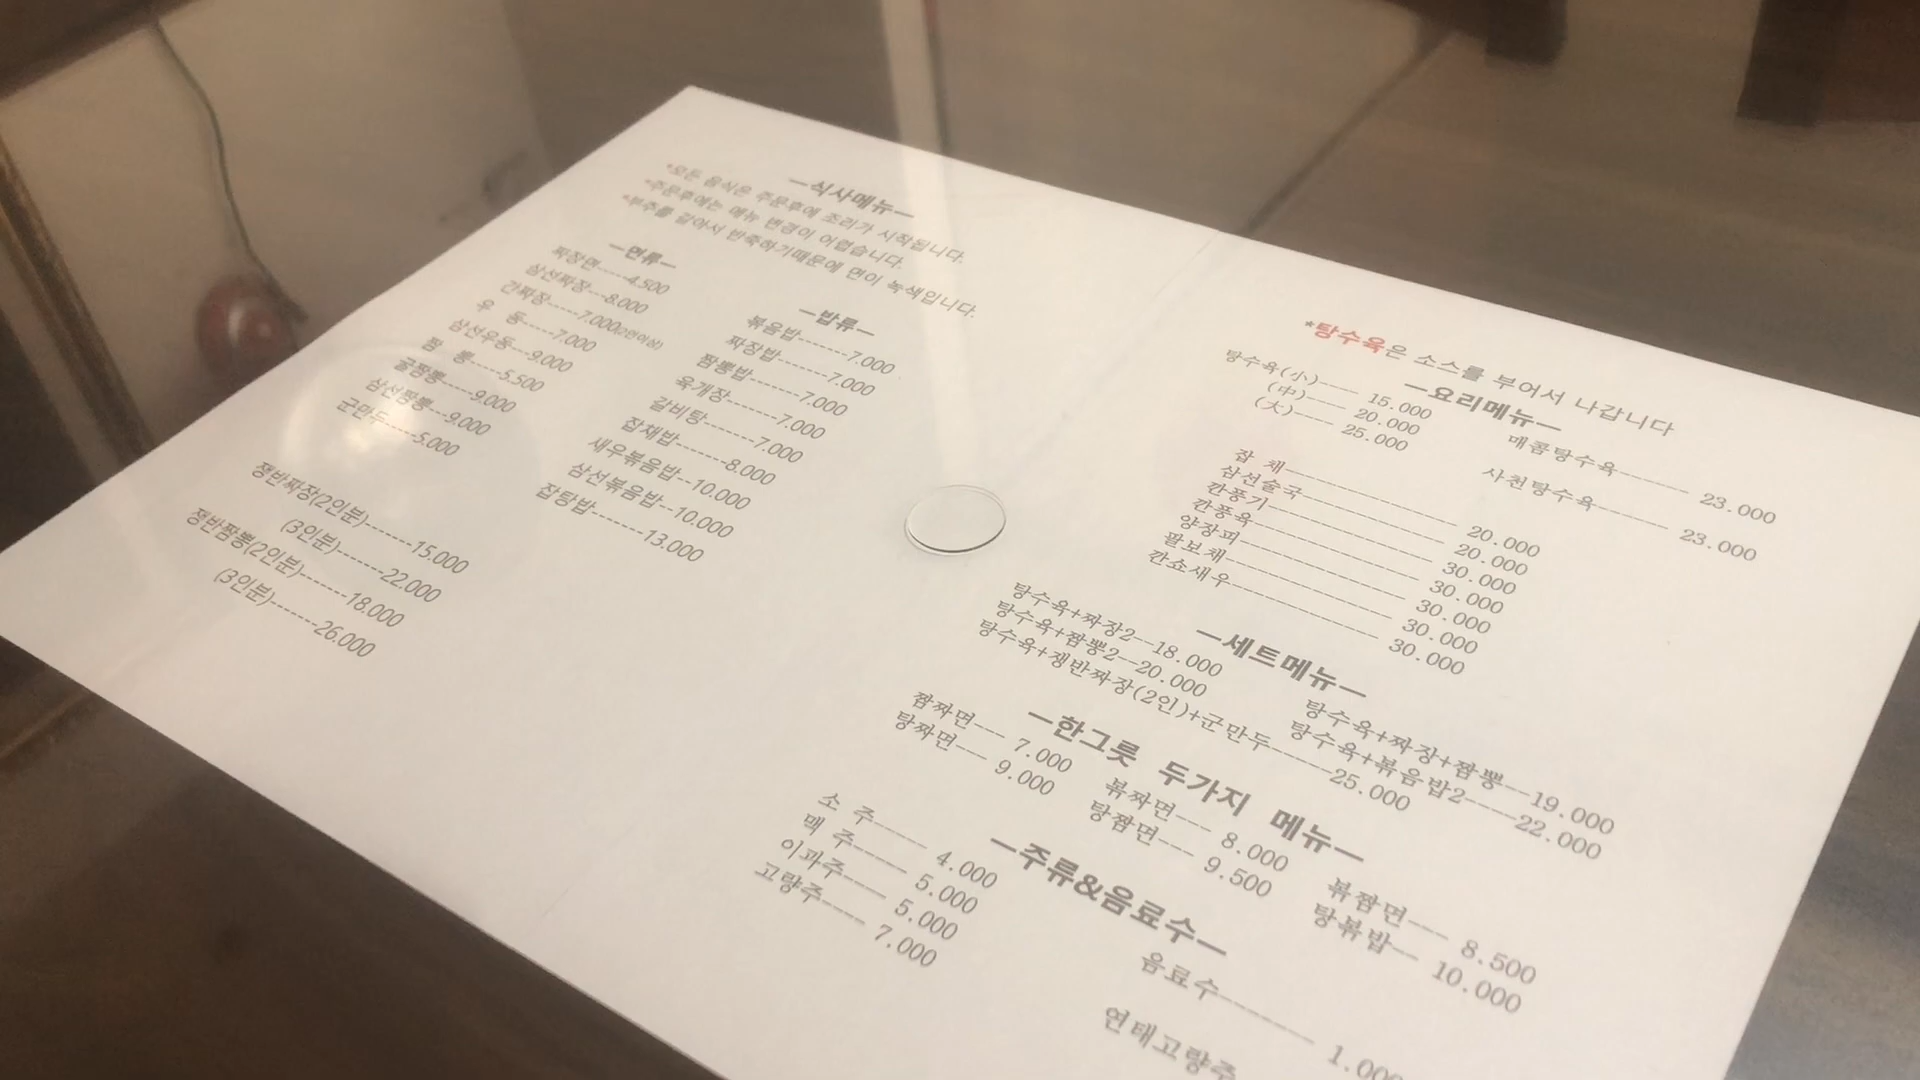 —식사메뉴—
*모든 음식은 주문후에 조리가 시작됩니다.
*주문후에는 메뉴 변경이 어렵습니다.
*부추를 갈아서 반죽하기때문에 면이 녹색입니다.
—면류—
짜장면-----4.500
삼선짜장---8.000
간짜장------7.000(2인이상)
우 동-----7.000
삼선우동---9.000
짬 뽕-----5.500
굴짬뽕-----9.000
삼선짬뽕---9.000
군만두-----5.000
쟁반짜장(2인분)------15.000
(3인분)------22.000
쟁반짬뽕(2인분)------18.000
(3인분)------26.000
—밥류—
볶음밥-------7.000
짜장밥-------7.000
짬뽕밥-------7.000
육개장-------7.000
갈비탕-------7.000
잡채밥-------8.000
새우볶음밥--10.000
삼선볶음밥--10.000
잡탕밥-------13.000
*탕수육은 소스를 부어서 나갑니다
—요리메뉴—
탕수육(小)---- 15.000
(中)---- 20.000
(大)---- 25.000
매콤탕수육------- 23.000
사천탕수육------- 23.000
잡 채------------------ 20.000
삼선술국------------------ 20.000
깐풍기------------------ 30.000
깐풍육------------------ 30.000
양장피------------------ 30.000
팔보채------------------ 30.000
깐쇼새우------------------ 30.000
—세트메뉴—
탕수육+짜장2--18.000
탕수육+짜장+짬뽕--19.000
탕수육+짬뽕2--20.000
탕수육+볶음밥2----22.000
탕수육+쟁반짜장(2인)+군만두-----25.000
—한그릇 두가지 메뉴—
짬짜면--- 7.000
볶짜면--- 8.000
볶짬면--- 8.500
탕짜면--- 9.000
탕짬면--- 9.500
탕볶밥-- 10.000
—주류&음료수—
소 주---- 4.000
맥 주---- 5.000
이과주---- 5.000
고량주---- 7.000
음료수-------- 1.000
연태고량주